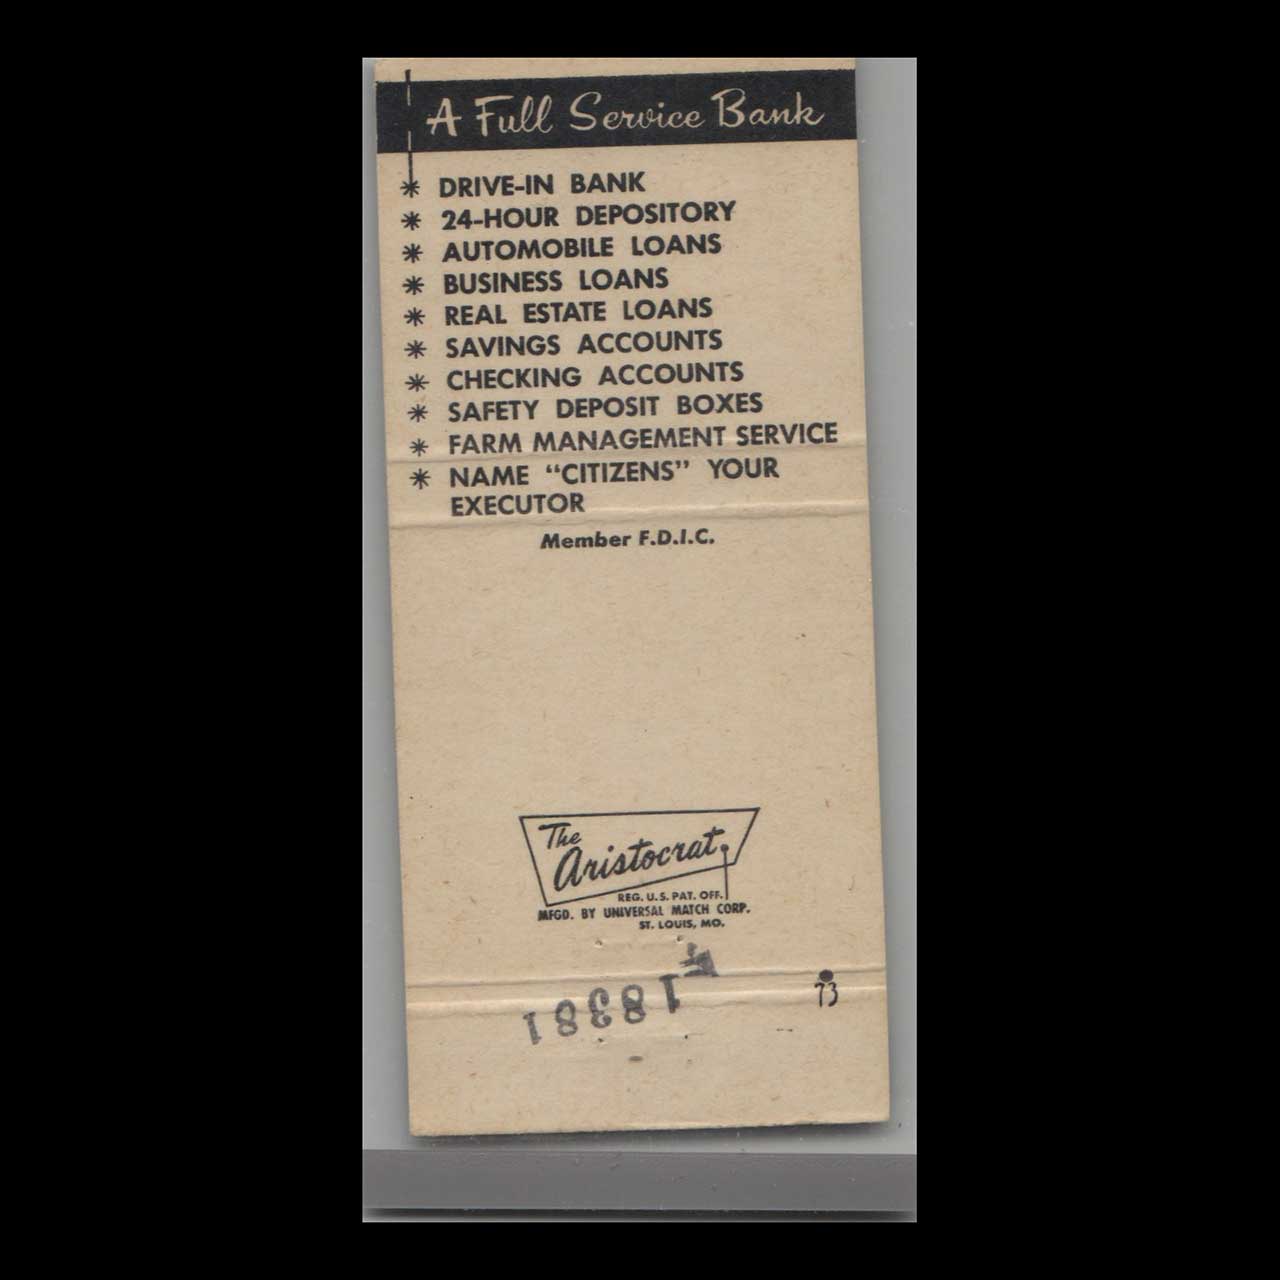 A Full Service Bank
* DRIVE-IN BANK
* 24-HOUR DEPOSITORY
* AUTOMOBILE LOANS
* BUSINESS LOANS
* REAL ESTATE LOANS
* SAVINGS ACCOUNTS
* CHECKING ACCOUNTS
* SAFETY DEPOSIT BOXES
* FARM MANAGEMENT SERVICE
* NAME “CITIZENS” YOUR
EXECUTOR
Member F.D.I.C.
The
Aristocrat
REG. U.S. PAT. OFF.
MFGD. BY UNIVERSAL MATCH CORP.
ST. LOUIS, MO.
18381
73